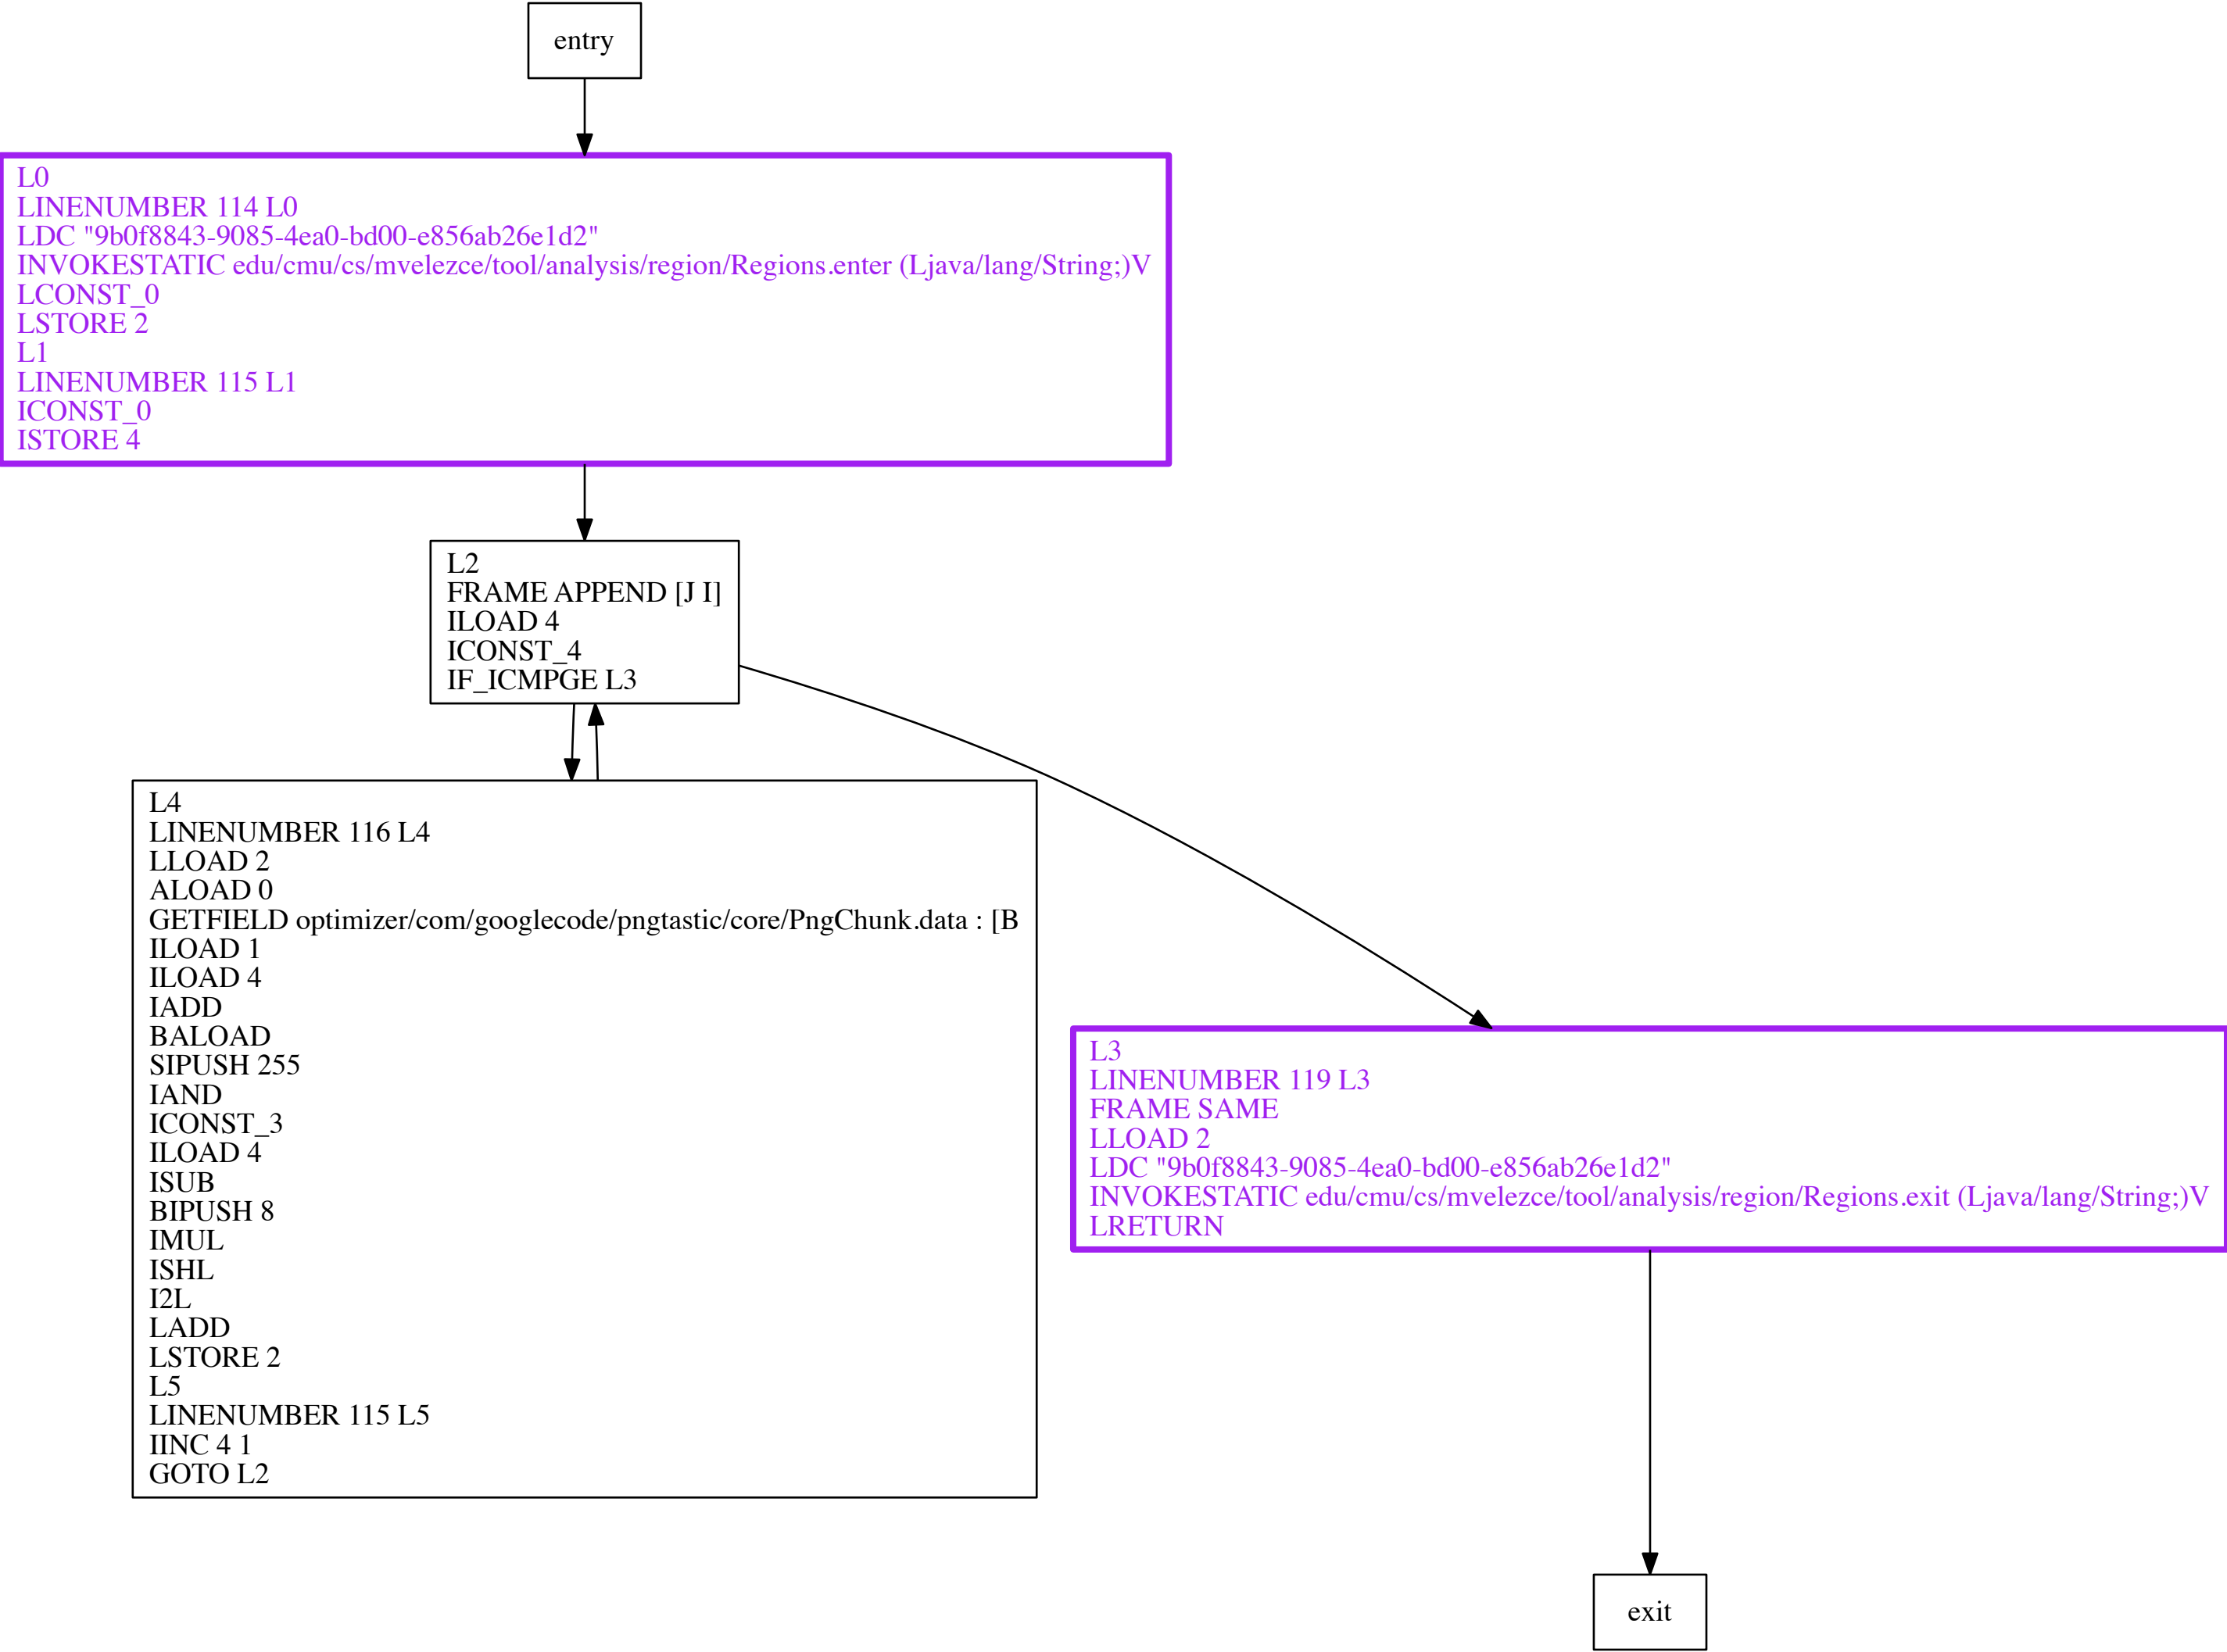 entry
L0
LINENUMBER 114 L0
LDC "9b0f8843-9085-4ea0-bd00-e856ab26e1d2"
INVOKESTATIC edu/cmu/cs/mvelezce/tool/analysis/region/Regions.enter (Ljava/lang/String;)V
LCONST_0
LSTORE 2
L1
LINENUMBER 115 L1
ICONST_0
ISTORE 4
L2
FRAME APPEND [J I]
ILOAD 4
ICONST_4
IF_ICMPGE L3
L4
LINENUMBER 116 L4
LLOAD 2
ALOAD 0
GETFIELD optimizer/com/googlecode/pngtastic/core/PngChunk.data : [B
ILOAD 1
ILOAD 4
IADD
BALOAD
SIPUSH 255
IAND
ICONST_3
ILOAD 4
ISUB
BIPUSH 8
IMUL
ISHL
I2L
LADD
LSTORE 2
L5
LINENUMBER 115 L5
IINC 4 1
GOTO L2
L3
LINENUMBER 119 L3
FRAME SAME
LLOAD 2
LDC "9b0f8843-9085-4ea0-bd00-e856ab26e1d2"
INVOKESTATIC edu/cmu/cs/mvelezce/tool/analysis/region/Regions.exit (Ljava/lang/String;)V
LRETURN
exit